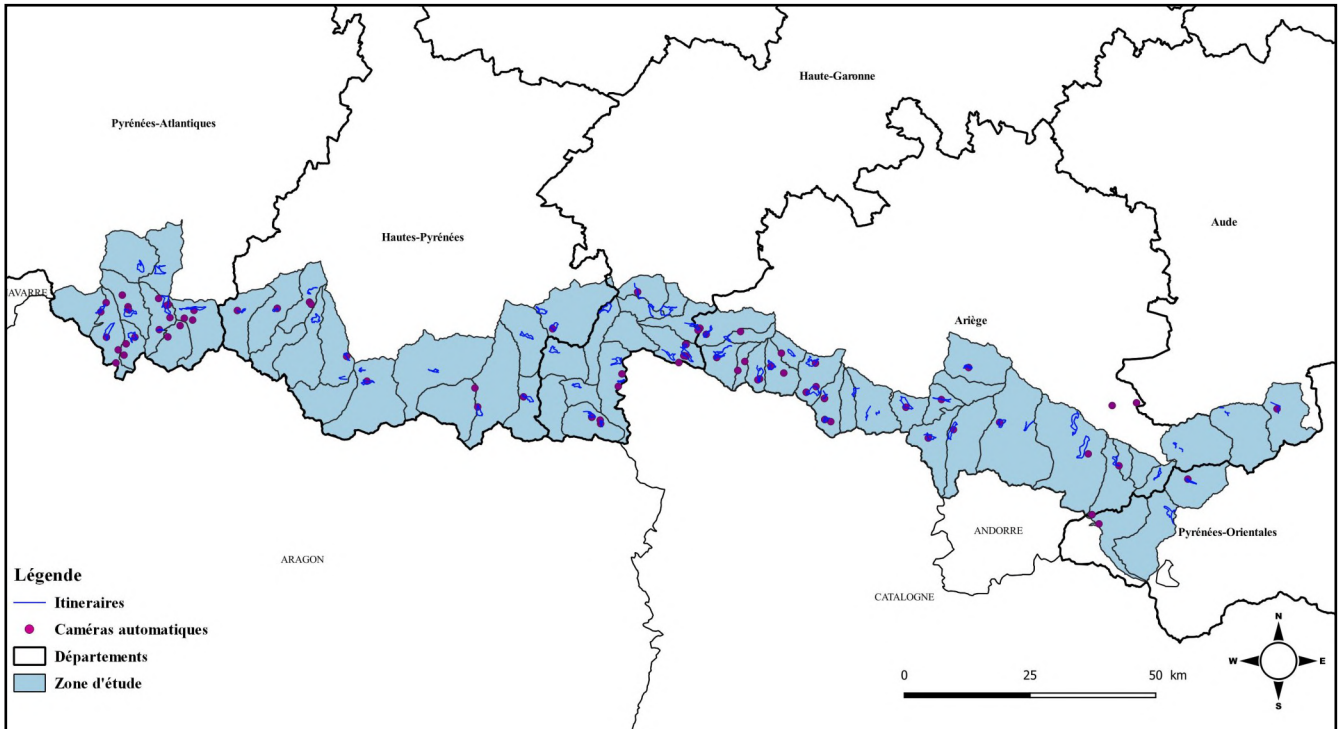 Haute-Garonne
Pyrénées-Atlantiques
Aude
Hautes-Pyrénées
NAVARRE
Ariège
ANDORRE
Pyrénées-Orientales
ARAGON
CATALOGNE
Légende
Itineraires
Caméras automatiques
Départements
Zone d'étude
0 25 50 km
N
W E
S